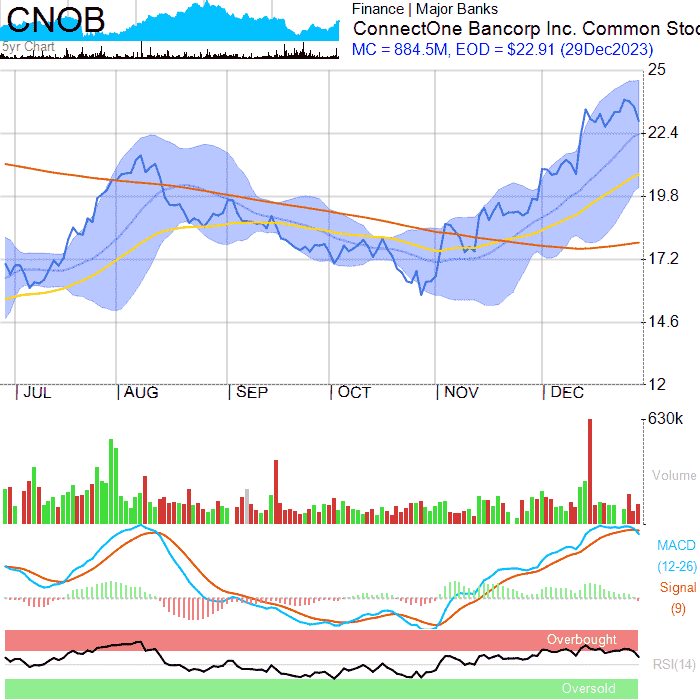 CNOB
5yr Chart
Finance | Major Banks
ConnectOne Bancorp Inc. Common Stoc
MC = 884.5M, EOD = $22.91 (29Dec2023)
25
22.4
19.8
17.2
14.6
12
JUL AUG SEP OCT NOV DEC
630k
Volume
MACD
(12-26)
Signal
(9)
Overbought
RSI(14)
Oversold